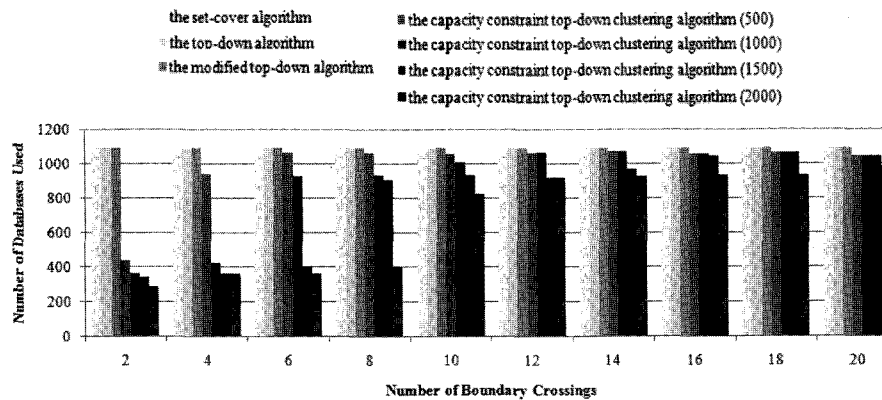 the set-cover algorithm
the top-down algorithm
the modified top-down algorithm
the capacity constraint top-down clustering algorithm (500)
the capacity constraint top-down clustering algorithm (1000)
the capacity constraint top-down clustering algorithm (1500)
the capacity constraint top-down clustering algorithm (2000)
Number of Databases Used
1200
1000
800
600
400
200
0
2 4 6 8 10 12 14 16 18 20
Number of Boundary Crossings